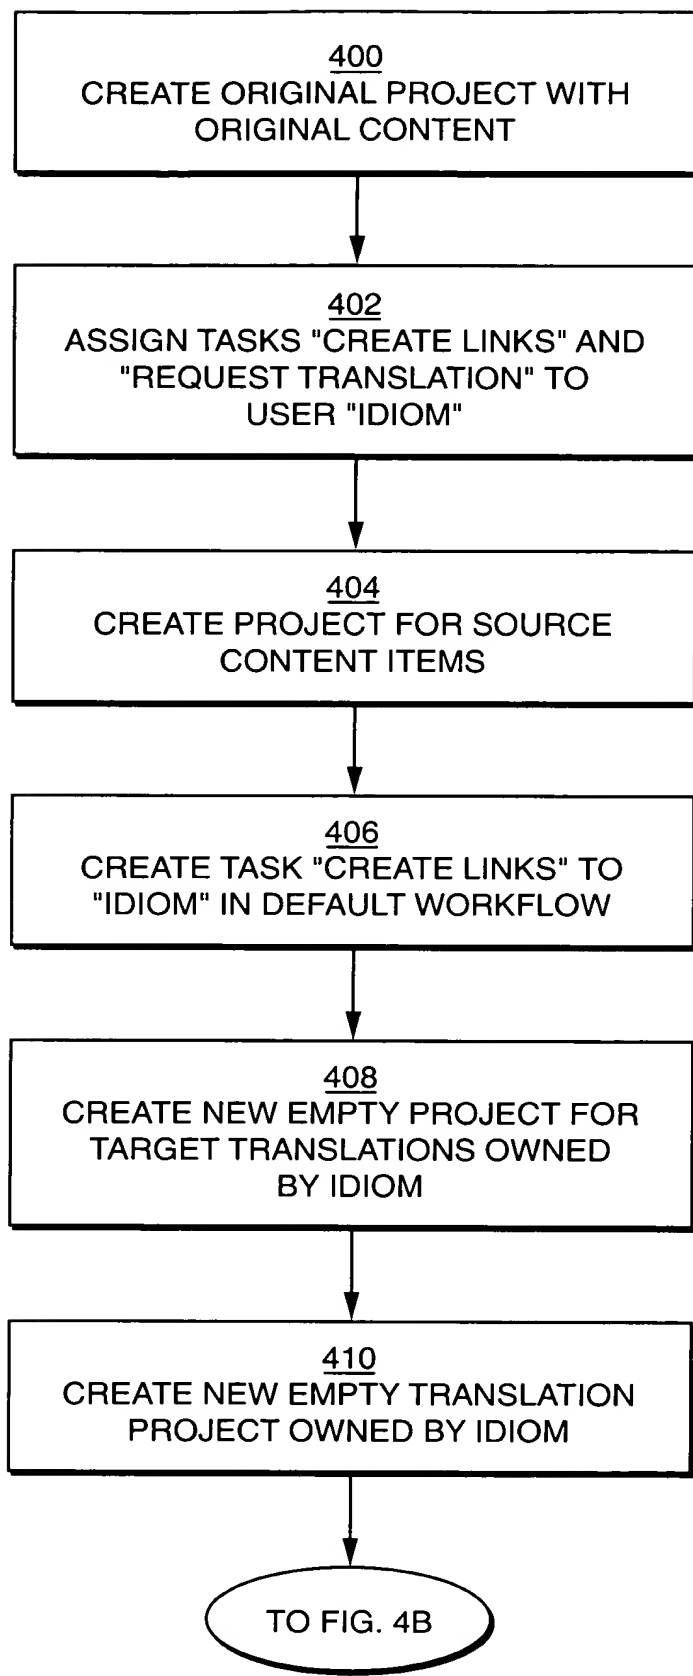 400
CREATE ORIGINAL PROJECT WITH
ORIGINAL CONTENT
402
ASSIGN TASKS "CREATE LINKS" AND
"REQUEST TRANSLATION" TO
USER "IDIOM"
404
CREATE PROJECT FOR SOURCE
CONTENT ITEMS
406
CREATE TASK "CREATE LINKS" TO
"IDIOM" IN DEFAULT WORKFLOW
408
CREATE NEW EMPTY PROJECT FOR
TARGET TRANSLATIONS OWNED
BY IDIOM
410
CREATE NEW EMPTY TRANSLATION
PROJECT OWNED BY IDIOM
TO FIG. 4B